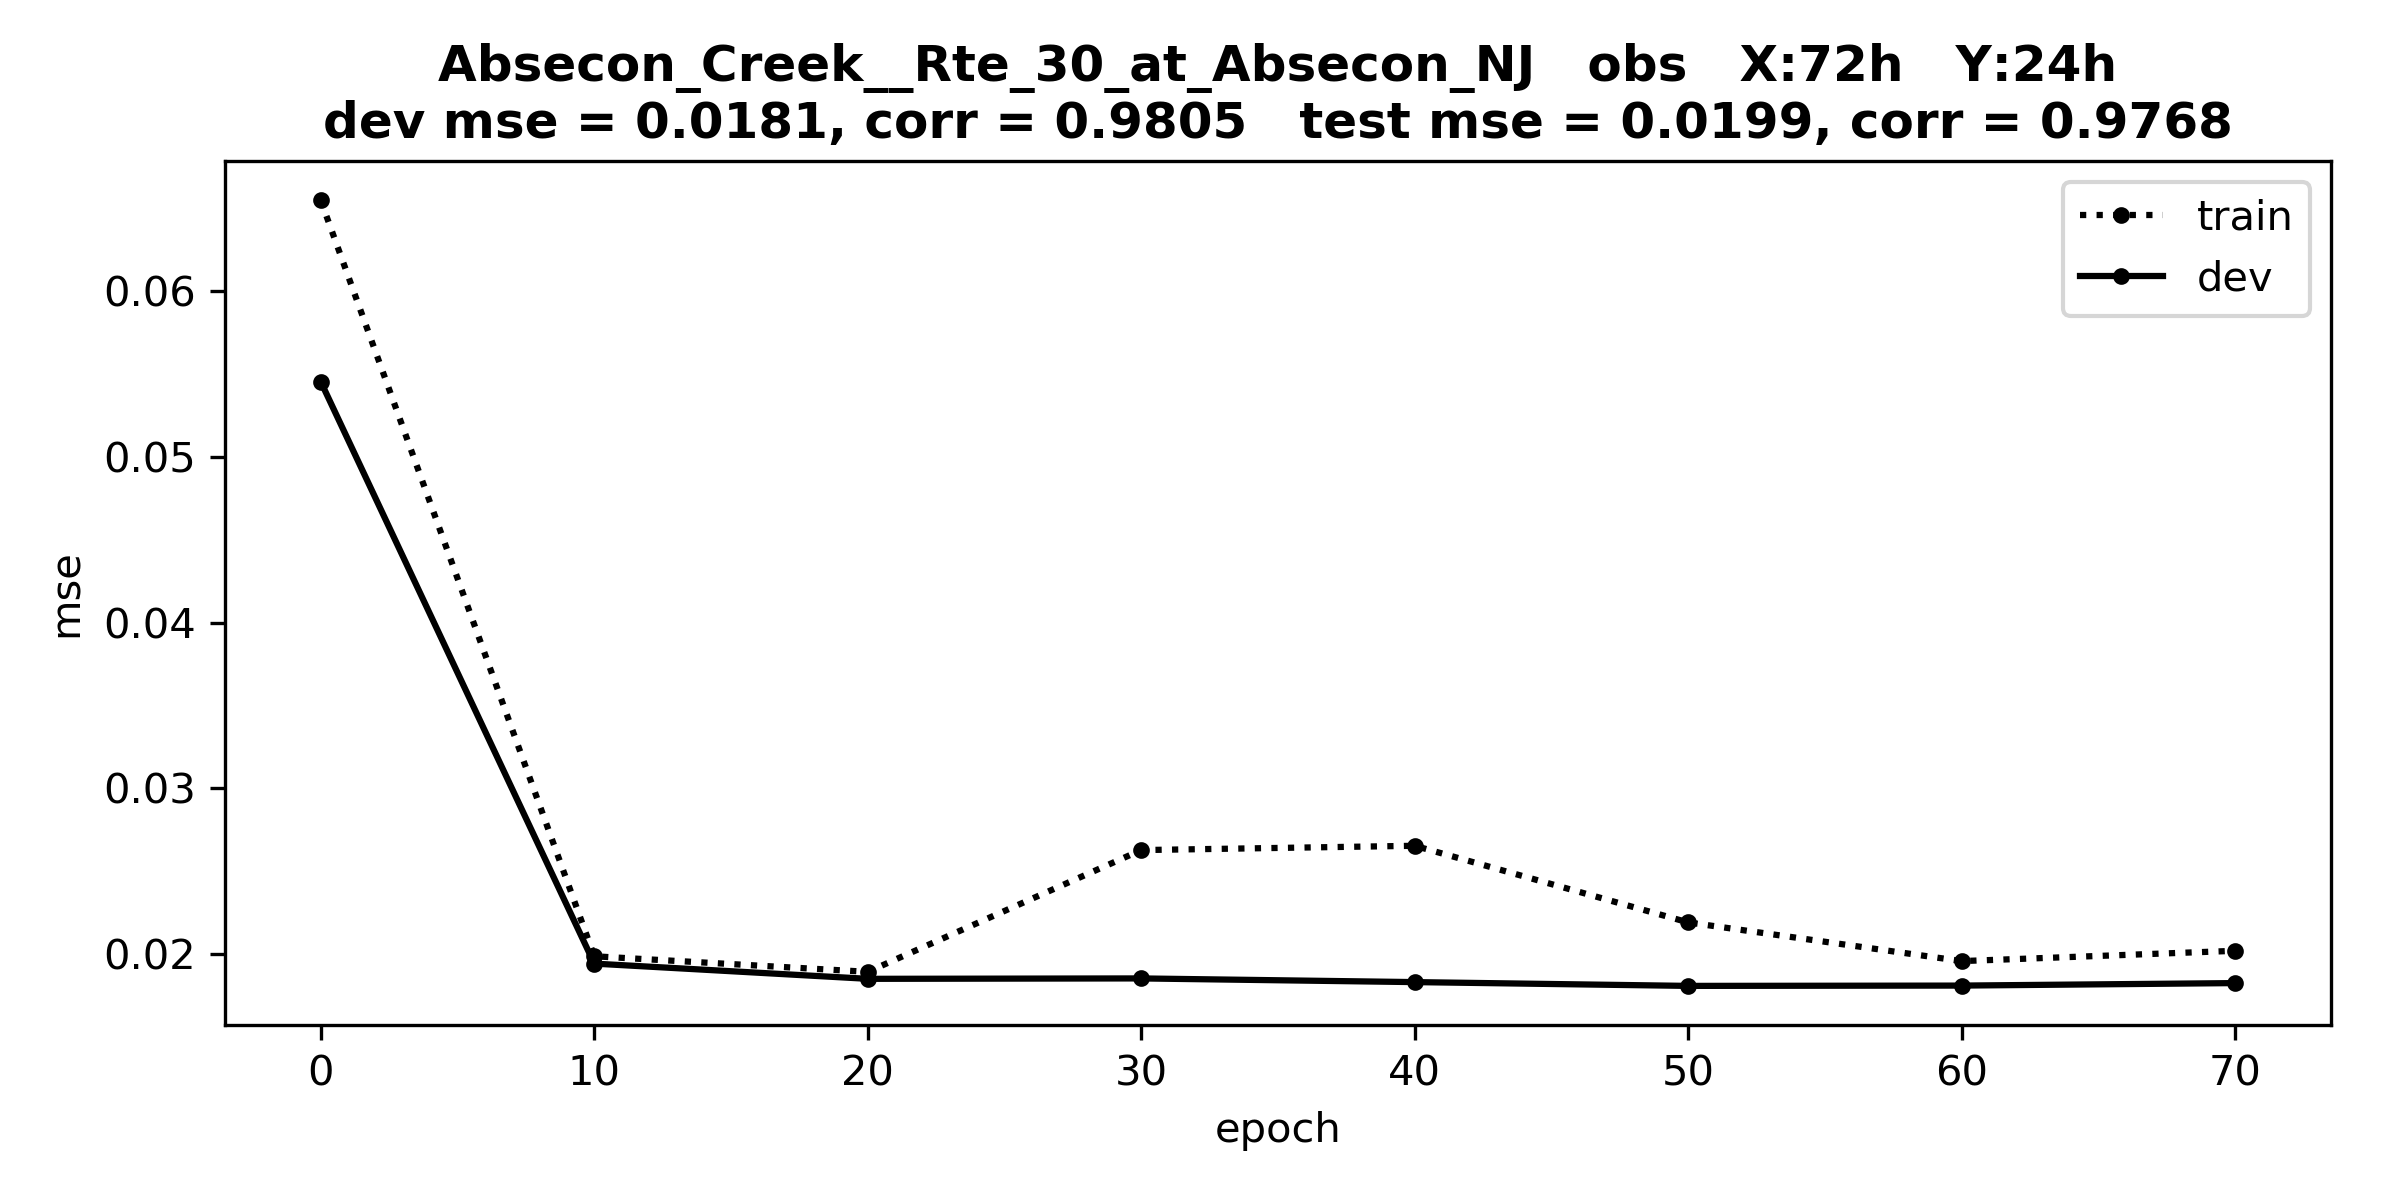 Absecon_Creek__Rte_30_at_Absecon_NJ   obs   X:72h   Y:24h
dev mse = 0.0181, corr = 0.9805   test mse = 0.0199, corr = 0.9768
train
dev
0.06
0.05
0.04
0.03
0.02
mse
0 10 20 30 40 50 60 70
epoch